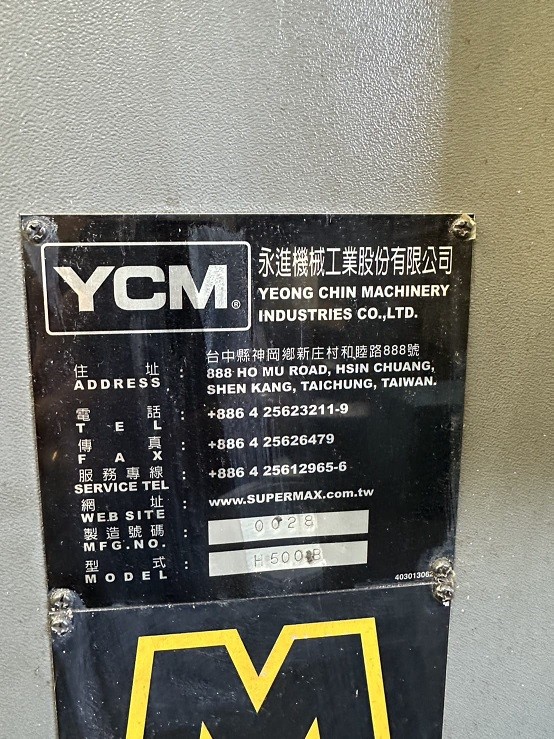 YCM®
永進機械工業股份有限公司
YEONG CHIN MACHINERY
INDUSTRIES CO.,LTD.
住 址 : 台中縣神岡鄉新庄村和睦路888號
ADDRESS 888 HO MU ROAD, HSIN CHUANG,
SHEN KANG, TAICHUNG, TAIWAN.
電 話 : +886 4 25623211-9
TEL
傳 真 : +886 4 25626479
FAX
服務專線 : +886 4 25612965-6
SERVICE TEL
網 址 : www.SUPERMAX.com.tw
WEB SITE
製造號碼 : 0028
MFG.NO.
型 式 : H500B
MODEL
M